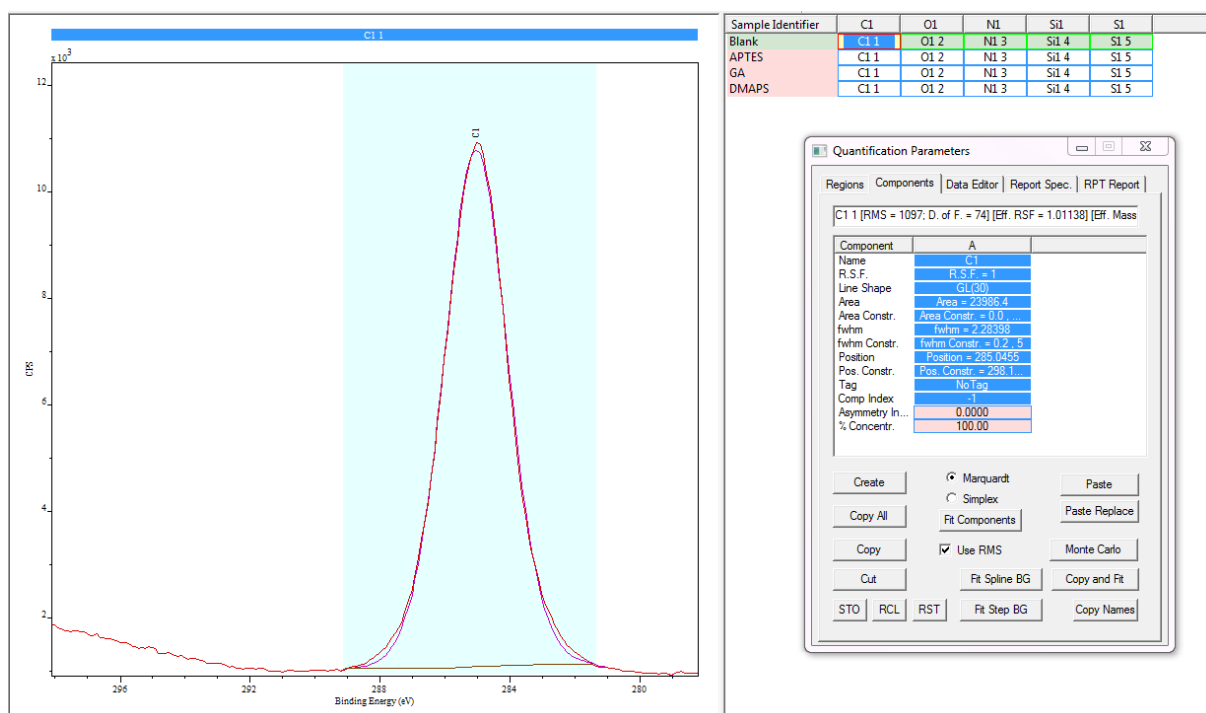 C1 1
x 10³
C1
12
10
8
6
4
2
CPS
296 292 288 284 280
Binding Energy (eV)
Sample Identifier C1 O1 N1 Si1 S1
Blank C1 1 O1 2 N1 3 Si1 4 S1 5
APTES C1 1 O1 2 N1 3 Si1 4 S1 5
GA C1 1 O1 2 N1 3 Si1 4 S1 5
DMAPS C1 1 O1 2 N1 3 Si1 4 S1 5
Quantification Parameters
Regions Components Data Editor Report Spec. RPT Report
C1 1 [RMS = 1097; D. of F. = 74] [Eff. RSF = 1.01138] [Eff. Mass
Component A
Name C1
R.S.F. R.S.F. = 1
Line Shape GL(30)
Area Area = 23986.4
Area Constr. Area Constr. = 0.0 , ...
fwhm fwhm = 2.28398
fwhm Constr. fwhm Constr. = 0.2 , 5
Position Position = 285.0455
Pos. Constr. Pos. Constr. = 298.1...
Tag NoTag
Comp Index -1
Asymmetry In... 0.0000
% Concentr. 100.00
Create Marquardt Paste
Simplex
Copy All Fit Components Paste Replace
Copy Use RMS Monte Carlo
Cut Fit Spline BG Copy and Fit
STO RCL RST Fit Step BG Copy Names